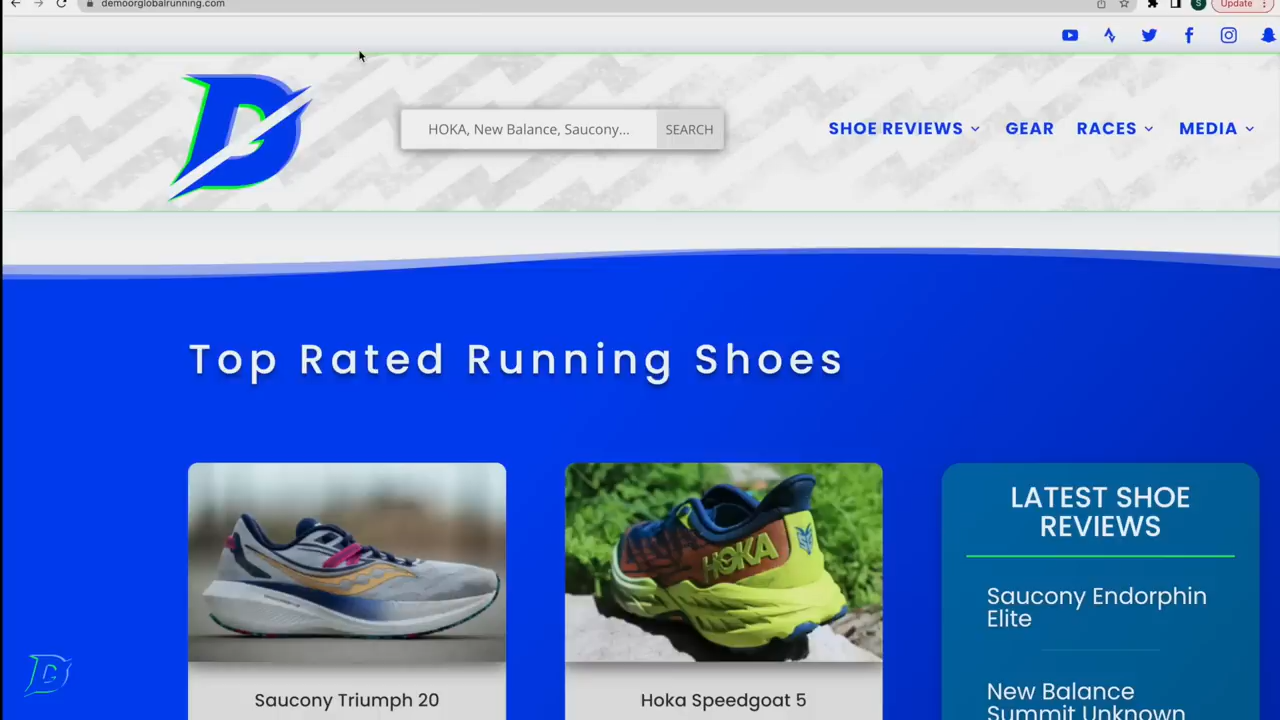 demoorglobalrunning.com
S
Update
D
HOKA, New Balance, Saucony...
SEARCH
SHOE REVIEWS
GEAR
RACES
MEDIA
Top Rated Running Shoes
HOKA
LATEST SHOE
REVIEWS
Saucony Endorphin
Elite
New Balance
Summit Unknown
Saucony Triumph 20
Hoka Speedgoat 5